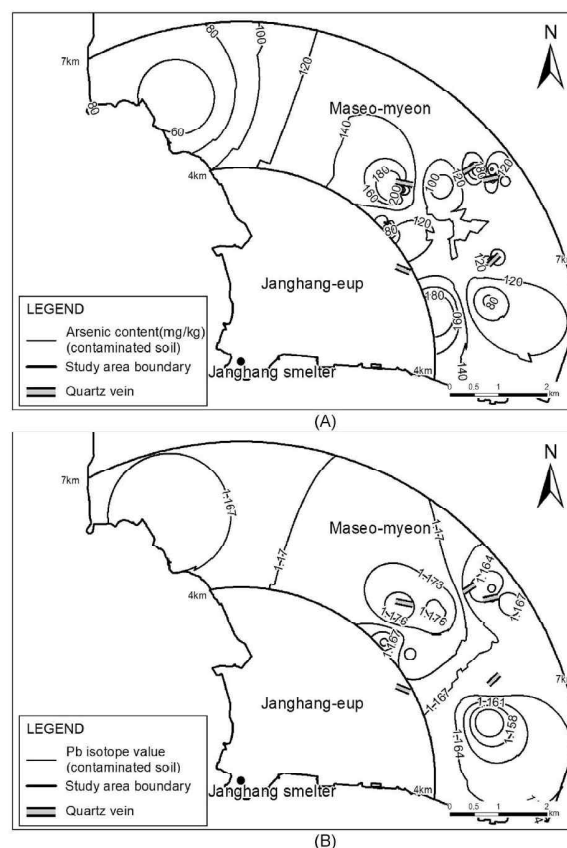 N
7km
80
100
120
80
60
Maseo-myeon
140
180
160
200
100
120
180
120
4km
80
120
120
7k
120
80
180
160
140
Janghang-eup
LEGEND
Arsenic content(mg/kg)
(contaminated soil)
Study area boundary
Quartz vein
Janghang smelter
4km
0 0.5 1 2
km
(A)
N
7km
1.167
1.17
Maseo-myeon
1.17
1.164
1.167
1.173
1.176
1.176
4km
1.167
1.167
7k
1.161
1.158
1.164
Janghang-eup
LEGEND
Pb isotope value
(contaminated soil)
Study area boundary
Quartz vein
Janghang smelter
4km
0 0.5 1 2
km
(B)